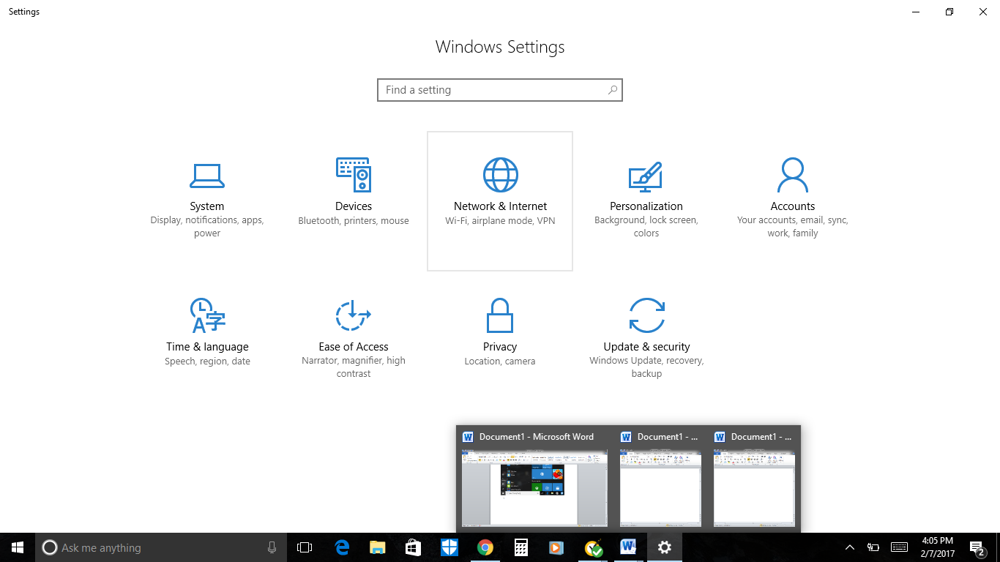 Settings
Windows Settings
Find a setting
System
Display, notifications, apps,
power
Devices
Bluetooth, printers, mouse
Network & Internet
Wi-Fi, airplane mode, VPN
Personalization
Background, lock screen,
colors
Accounts
Your accounts, email, sync,
work, family
Time & language
Speech, region, date
Ease of Access
Narrator, magnifier, high
contrast
Privacy
Location, camera
Update & security
Windows Update, recovery,
backup
Document1 - Microsoft Word
Document1 - ...
Document1 - ...
Ask me anything
4:05 PM
2/7/2017
2